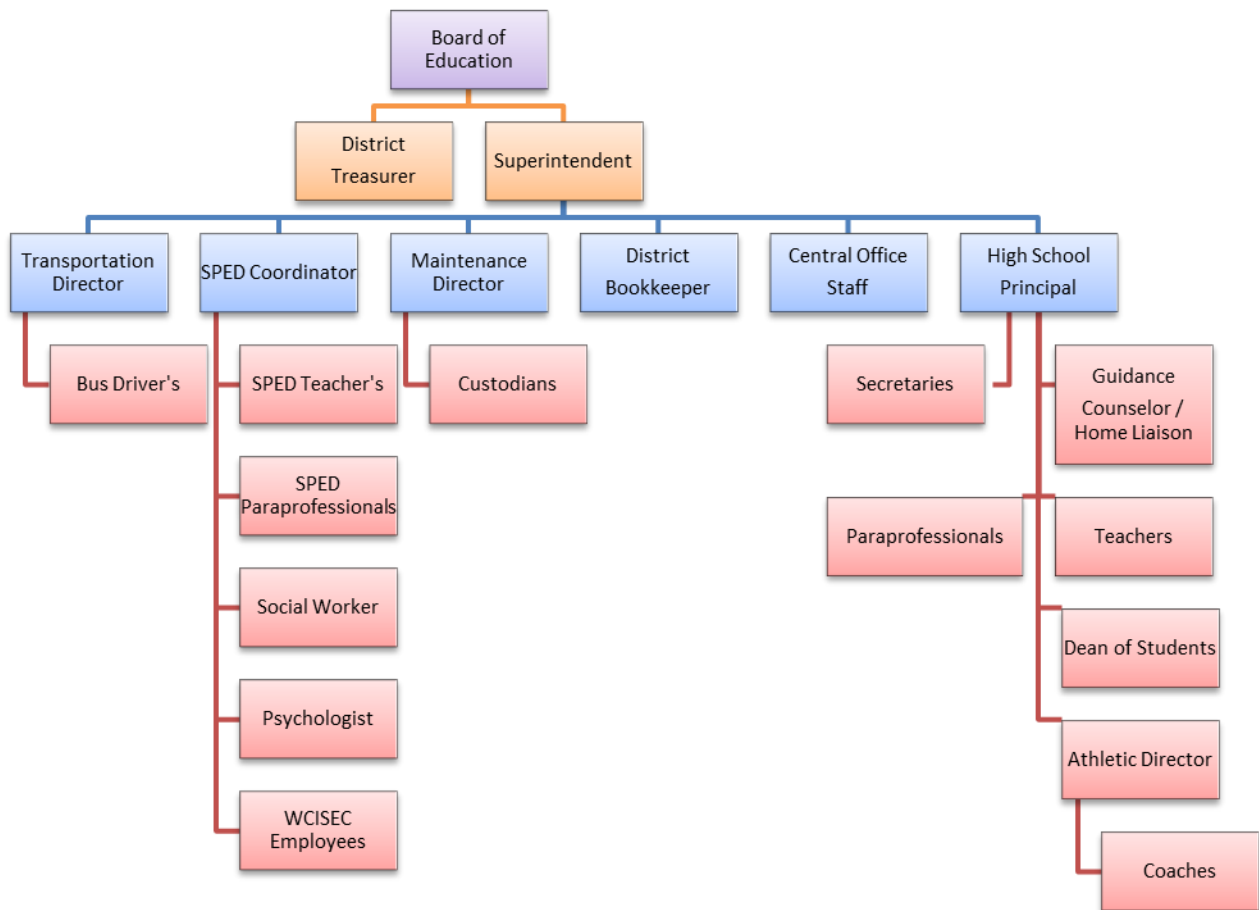 Board of
Education
District
Treasurer
Superintendent
Transportation
Director
SPED Coordinator
Maintenance
Director
District
Bookkeeper
Central Office
Staff
High School
Principal
Bus Driver's
SPED Teacher's
Custodians
Secretaries
Guidance
Counselor /
Home Liaison
SPED
Paraprofessionals
Paraprofessionals
Teachers
Social Worker
Dean of Students
Psychologist
Athletic Director
WCISEC
Employees
Coaches